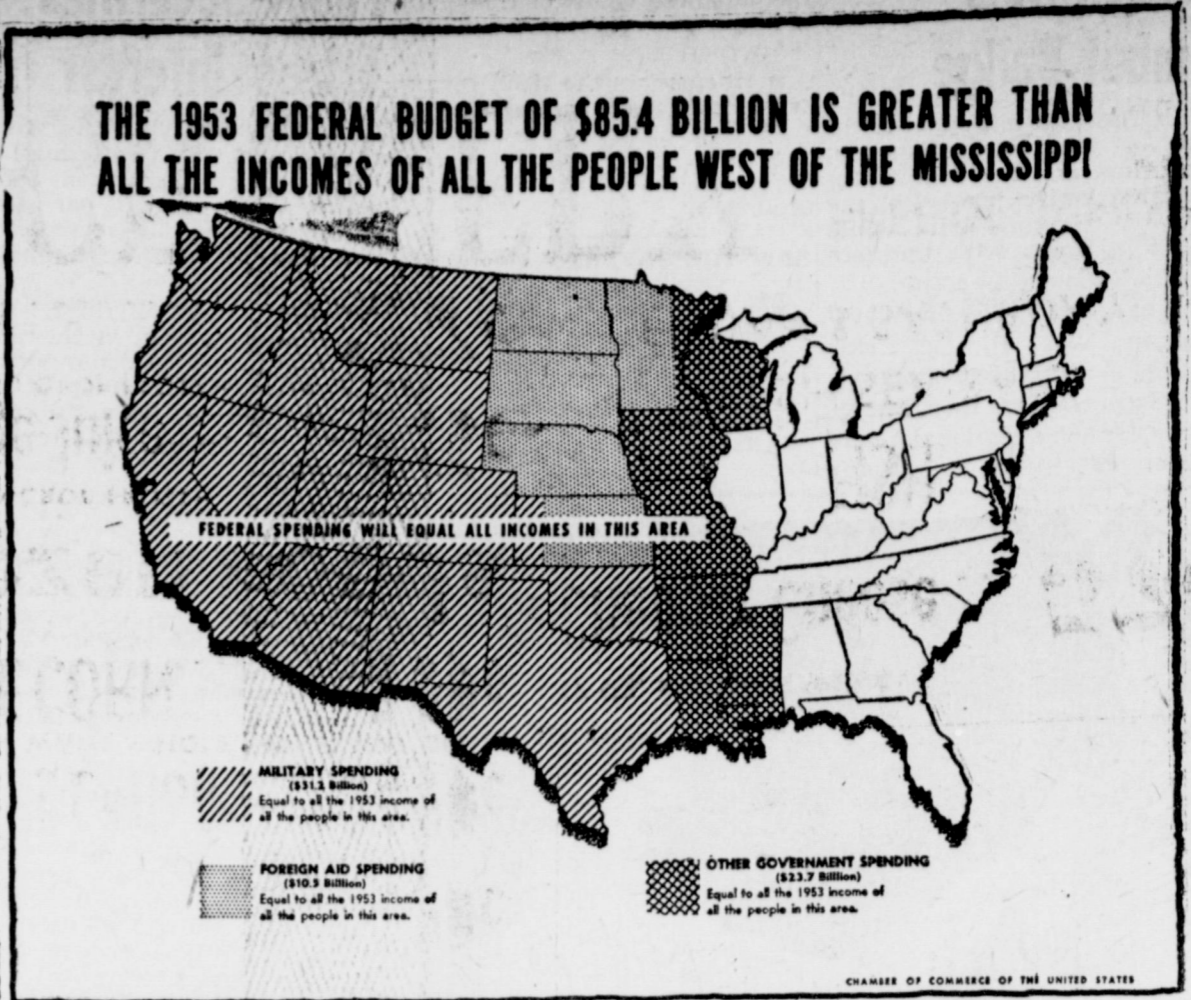 THE 1953 FEDERAL BUDGET OF $85.4 BILLION IS GREATER THAN
ALL THE INCOMES OF ALL THE PEOPLE WEST OF THE MISSISSIPPI
FEDERAL SPENDING WILL EQUAL ALL INCOMES IN THIS AREA
MILITARY SPENDING
($51.2 Billion)
Equal to all the 1953 income of
all the people in this area.
FOREIGN AID SPENDING
($10.5 Billion)
Equal to all the 1953 income of
all the people in this area.
OTHER GOVERNMENT SPENDING
($23.7 Billion)
Equal to all the 1953 income of
all the people in this area.
CHAMBER OF COMMERCE OF THE UNITED STATES